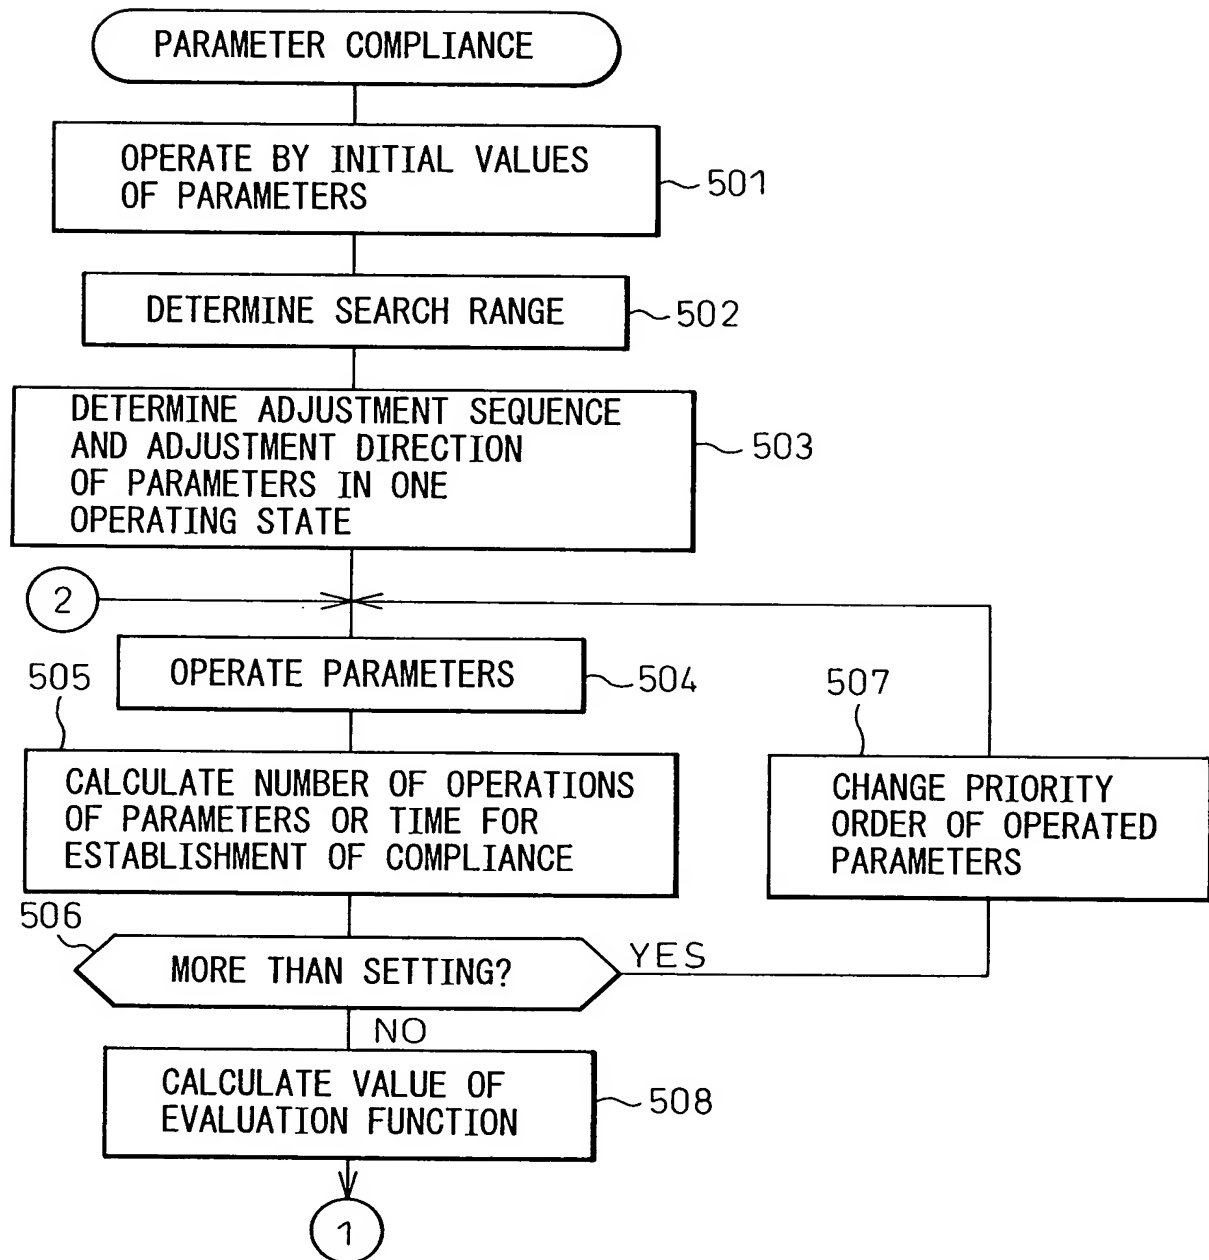 PARAMETER COMPLIANCE
OPERATE BY INITIAL VALUES
OF PARAMETERS
501
DETERMINE SEARCH RANGE
502
DETERMINE ADJUSTMENT SEQUENCE
AND ADJUSTMENT DIRECTION
OF PARAMETERS IN ONE
OPERATING STATE
503
2
OPERATE PARAMETERS
504
505
CALCULATE NUMBER OF OPERATIONS
OF PARAMETERS OR TIME FOR
ESTABLISHMENT OF COMPLIANCE
507
CHANGE PRIORITY
ORDER OF OPERATED
PARAMETERS
506
MORE THAN SETTING?
YES
NO
CALCULATE VALUE OF
EVALUATION FUNCTION
508
1